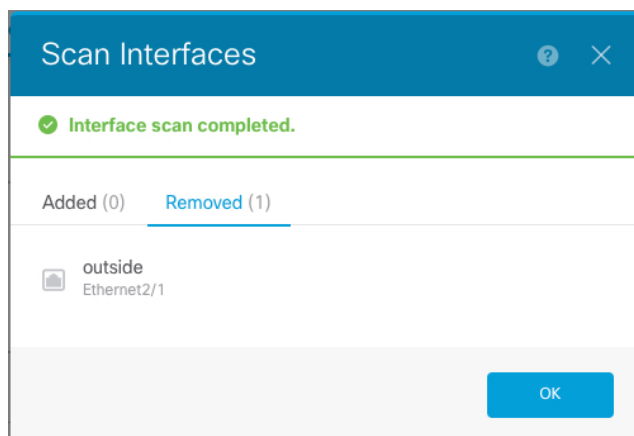 Scan Interfaces
?
Interface scan completed.
Added (0) Removed (1)
outside
Ethernet2/1
OK